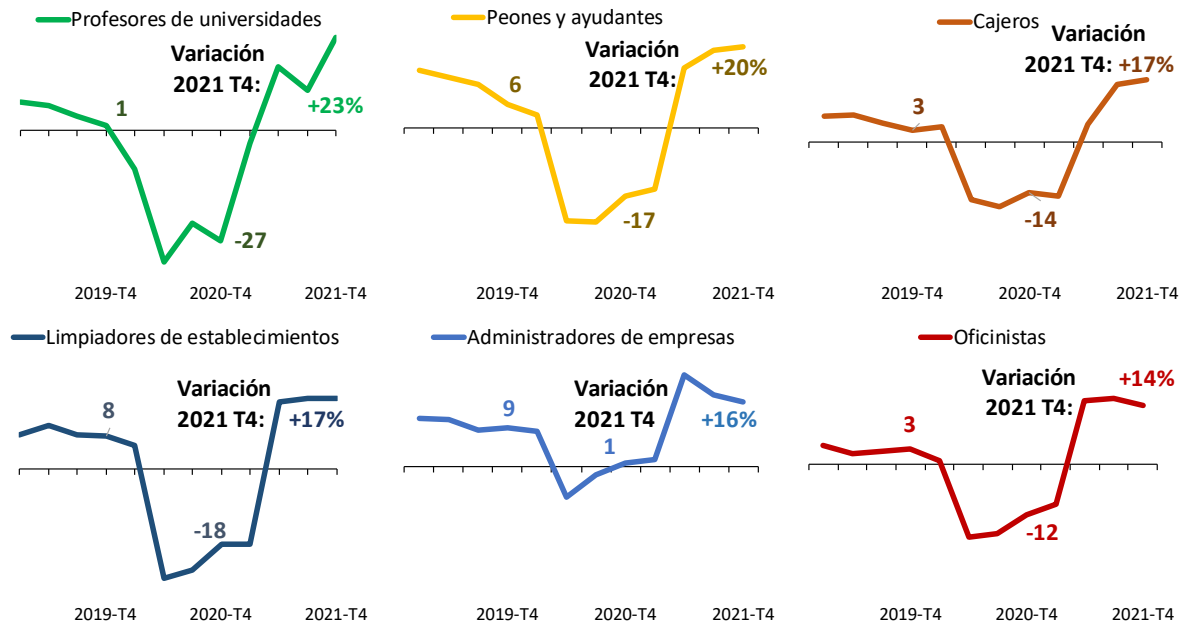 Profesores de universidades
Variación
2021 T4:
+23%
1
-27
2019-T4
2020-T4
2021-T4
Peones y ayudantes
Variación
2021 T4:
+20%
6
-17
2019-T4
2020-T4
2021-T4
Cajeros
Variación
2021 T4: +17%
3
-14
2019-T4
2020-T4
2021-T4
Limpiadores de establecimientos
Variación
2021 T4:
+17%
8
-18
2019-T4
2020-T4
2021-T4
Administradores de empresas
Variación
2021 T4
+16%
9
1
2019-T4
2020-T4
2021-T4
Oficinistas
Variación
2021 T4:
+14%
3
-12
2019-T4
2020-T4
2021-T4